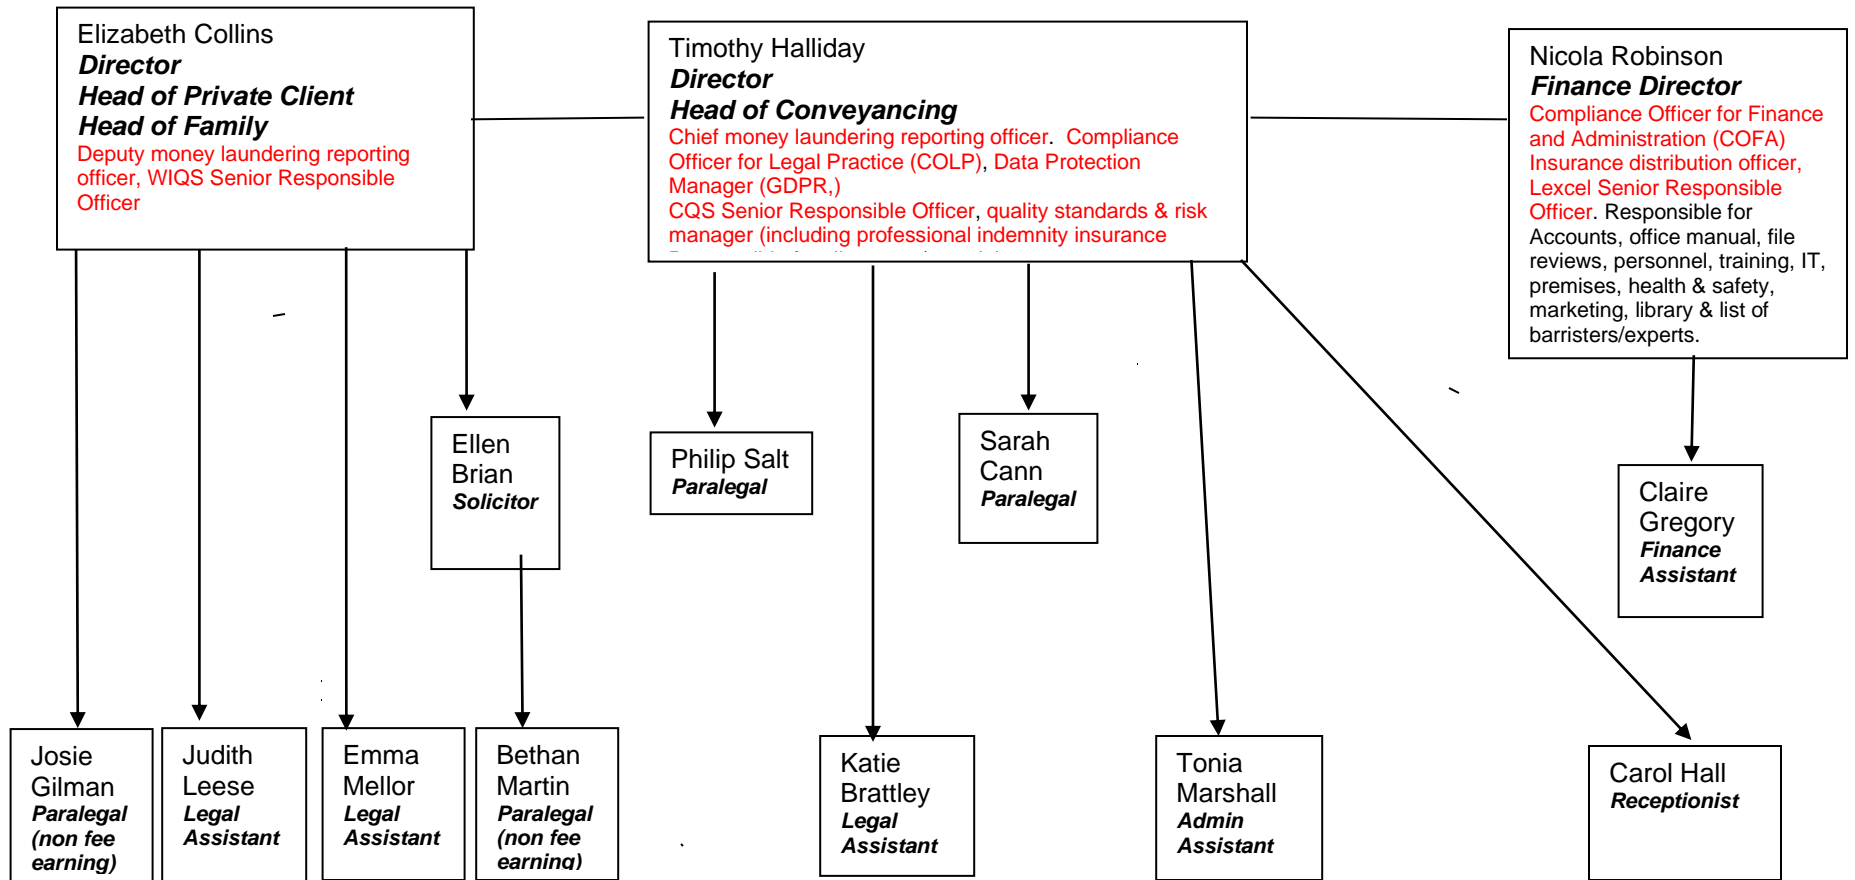 Elizabeth Collins
Director
Head of Private Client
Head of Family
Deputy money laundering reporting
officer, WIQS Senior Responsible
Officer
Timothy Halliday
Director
Head of Conveyancing
Chief money laundering reporting officer.  Compliance
Officer for Legal Practice (COLP), Data Protection
Manager (GDPR,)
CQS Senior Responsible Officer, quality standards & risk
manager (including professional indemnity insurance
Nicola Robinson
Finance Director
Compliance Officer for Finance
and Administration (COFA)
Insurance distribution officer,
Lexcel Senior Responsible
Officer. Responsible for
Accounts, office manual, file
reviews, personnel, training, IT,
premises, health & safety,
marketing, library & list of
barristers/experts.
Ellen
Brian
Solicitor
Philip Salt
Paralegal
Sarah
Cann
Paralegal
Claire
Gregory
Finance
Assistant
Josie
Gilman
Paralegal
(non fee
earning)
Judith
Leese
Legal
Assistant
Emma
Mellor
Legal
Assistant
Bethan
Martin
Paralegal
(non fee
earning)
Katie
Brattley
Legal
Assistant
Tonia
Marshall
Admin
Assistant
Carol Hall
Receptionist